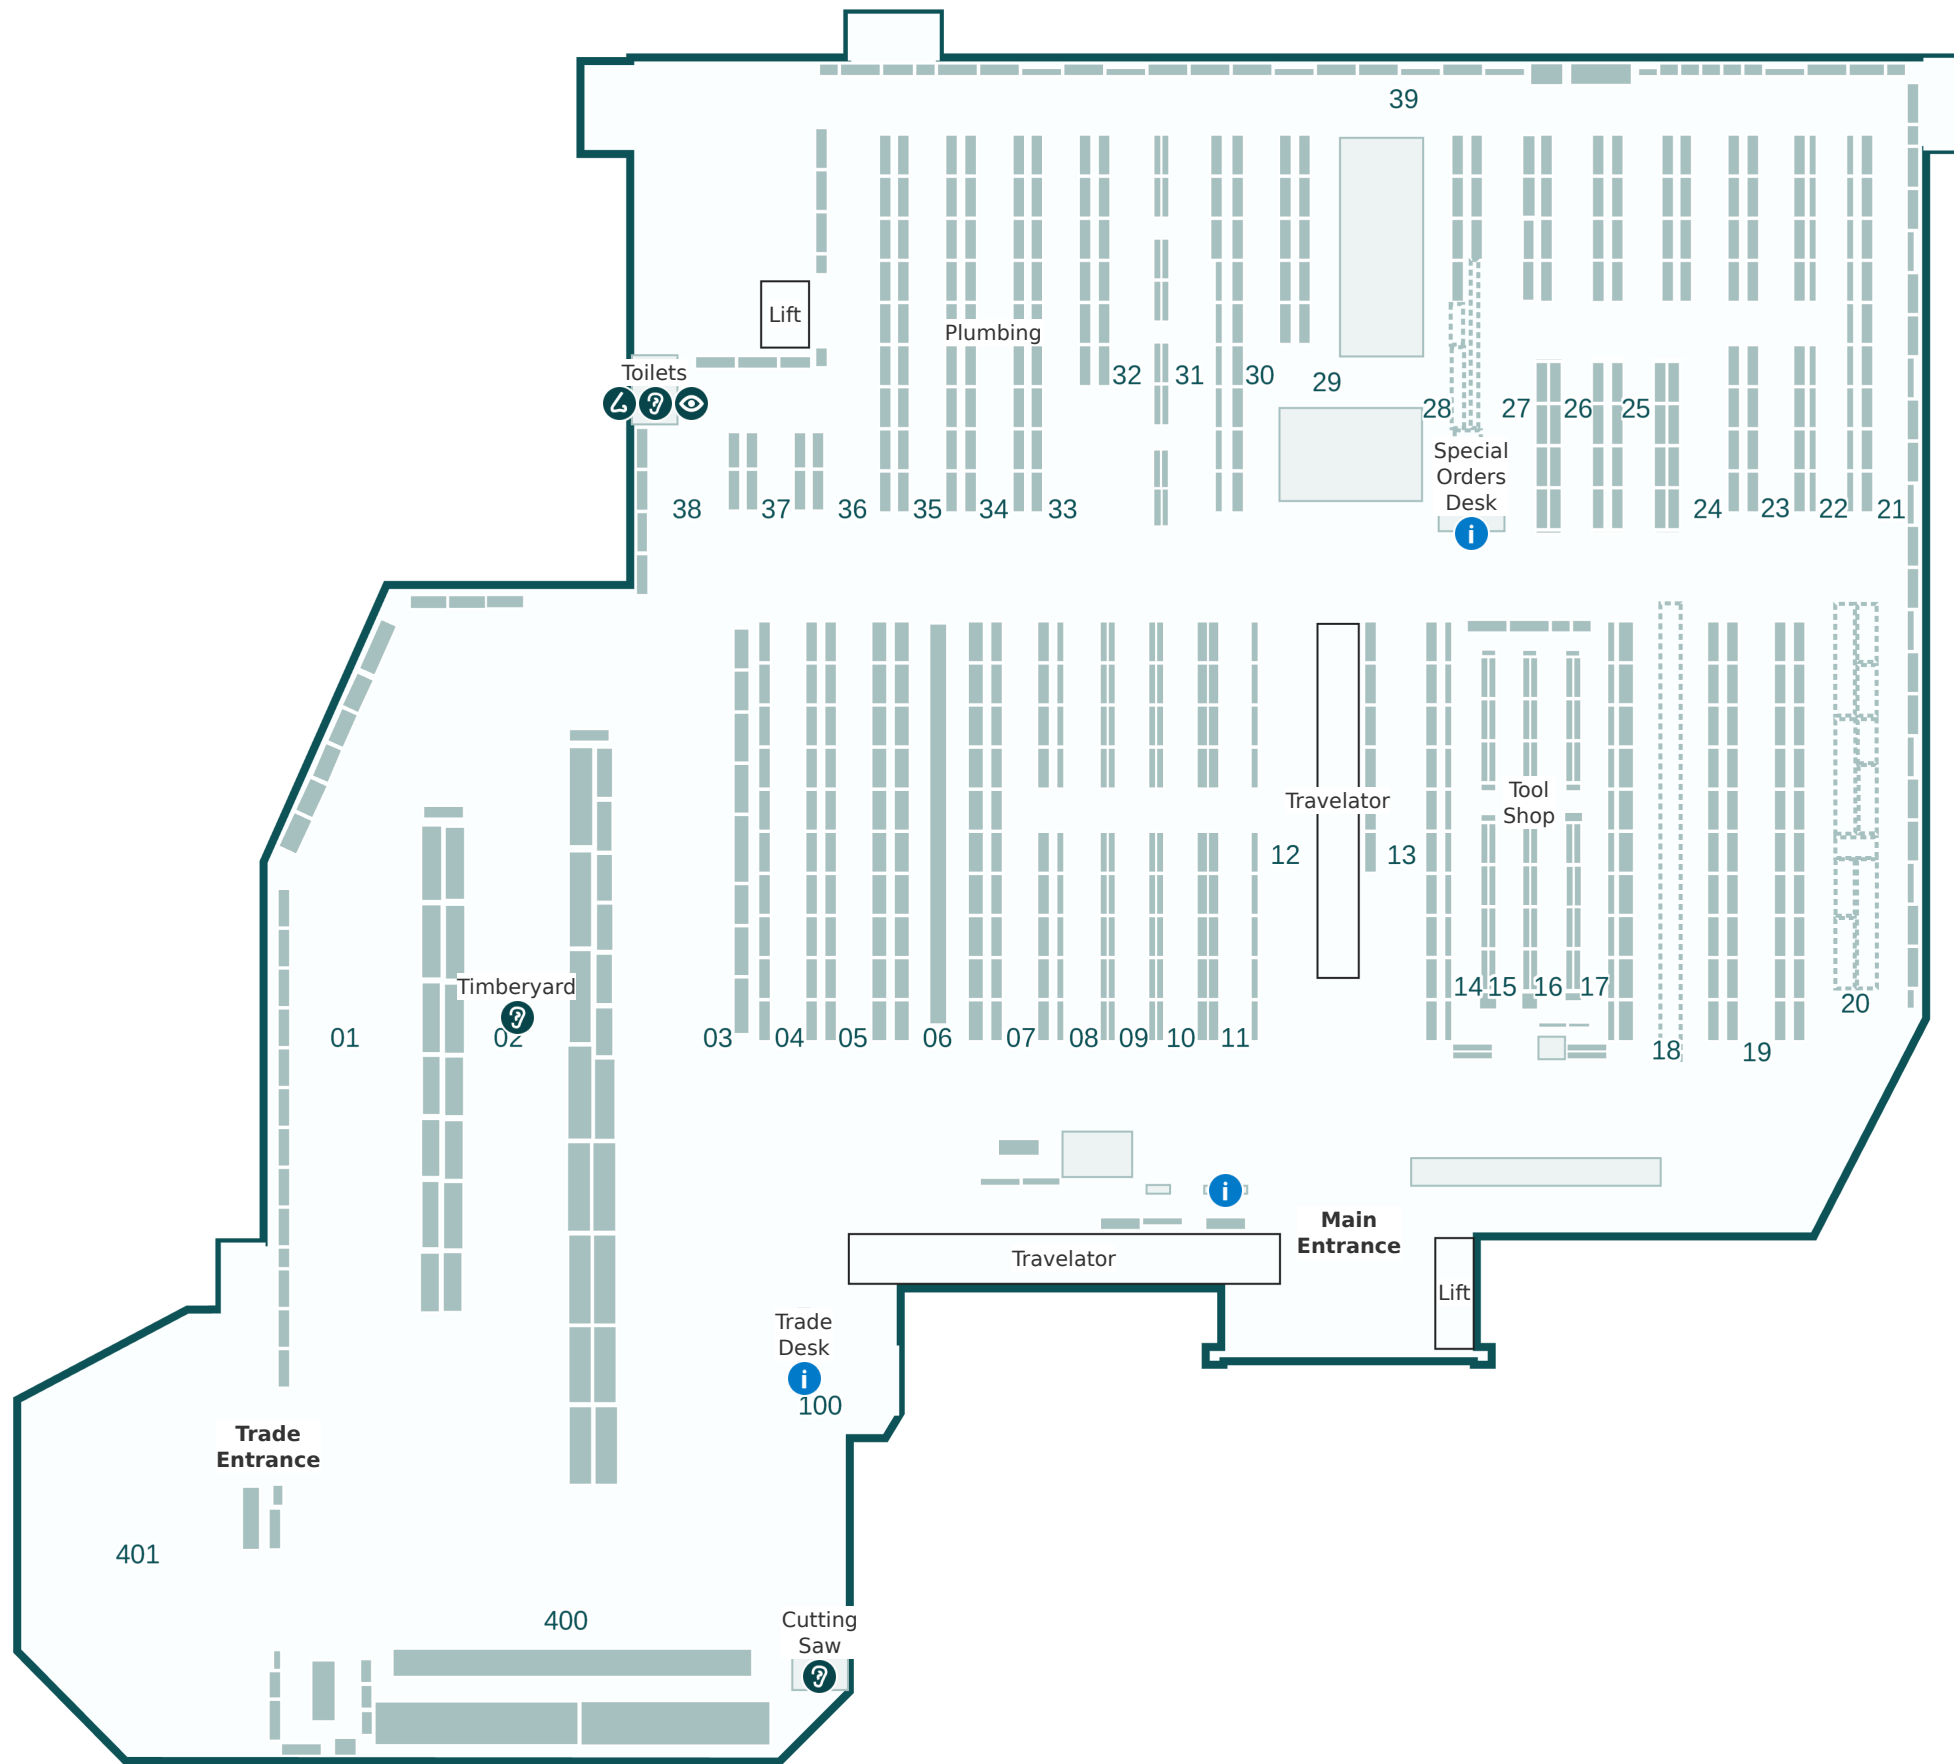 39
Lift
Plumbing
Toilets
32
31
30
29
28
27
26
25
Special
Orders
Desk
38
37
36
35
34
33
24
23
22
21
i
Travelator
Tool
Shop
12
13
Timberyard
14
15
16
17
20
01
02
03
04
05
06
07
08
09
10
11
18
19
i
Main
Entrance
Travelator
Lift
Trade
Desk
i
100
Trade
Entrance
401
400
Cutting
Saw